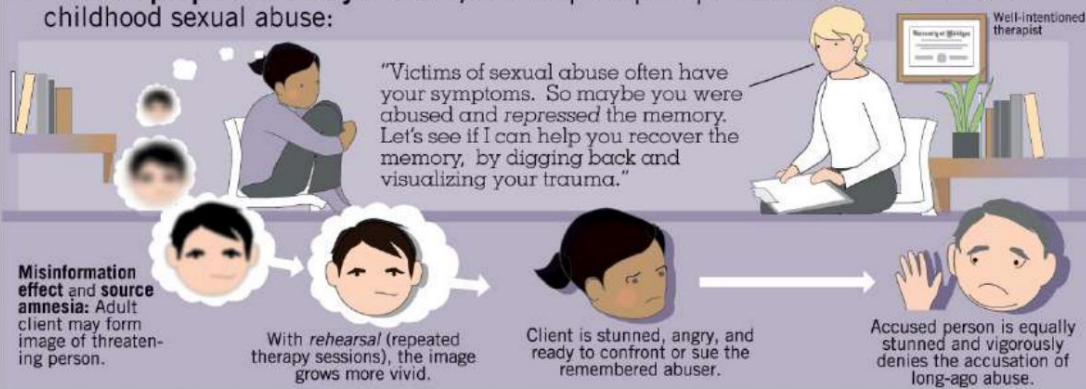 childhood sexual abuse:
Well-intentioned
therapist
"Victims of sexual abuse often have
your symptoms. So maybe you were
abused and repressed the memory.
Let's see if I can help you recover the
memory, by digging back and
visualizing your trauma."
Misinformation
effect and source
amnesia: Adult
client may form
image of threaten-
ing person.
With rehearsal (repeated
therapy sessions), the image
grows more vivid.
Client is stunned, angry, and
ready to confront or sue the
remembered abuser.
Accused person is equally
stunned and vigorously
denies the accusation of
long-ago abuse.